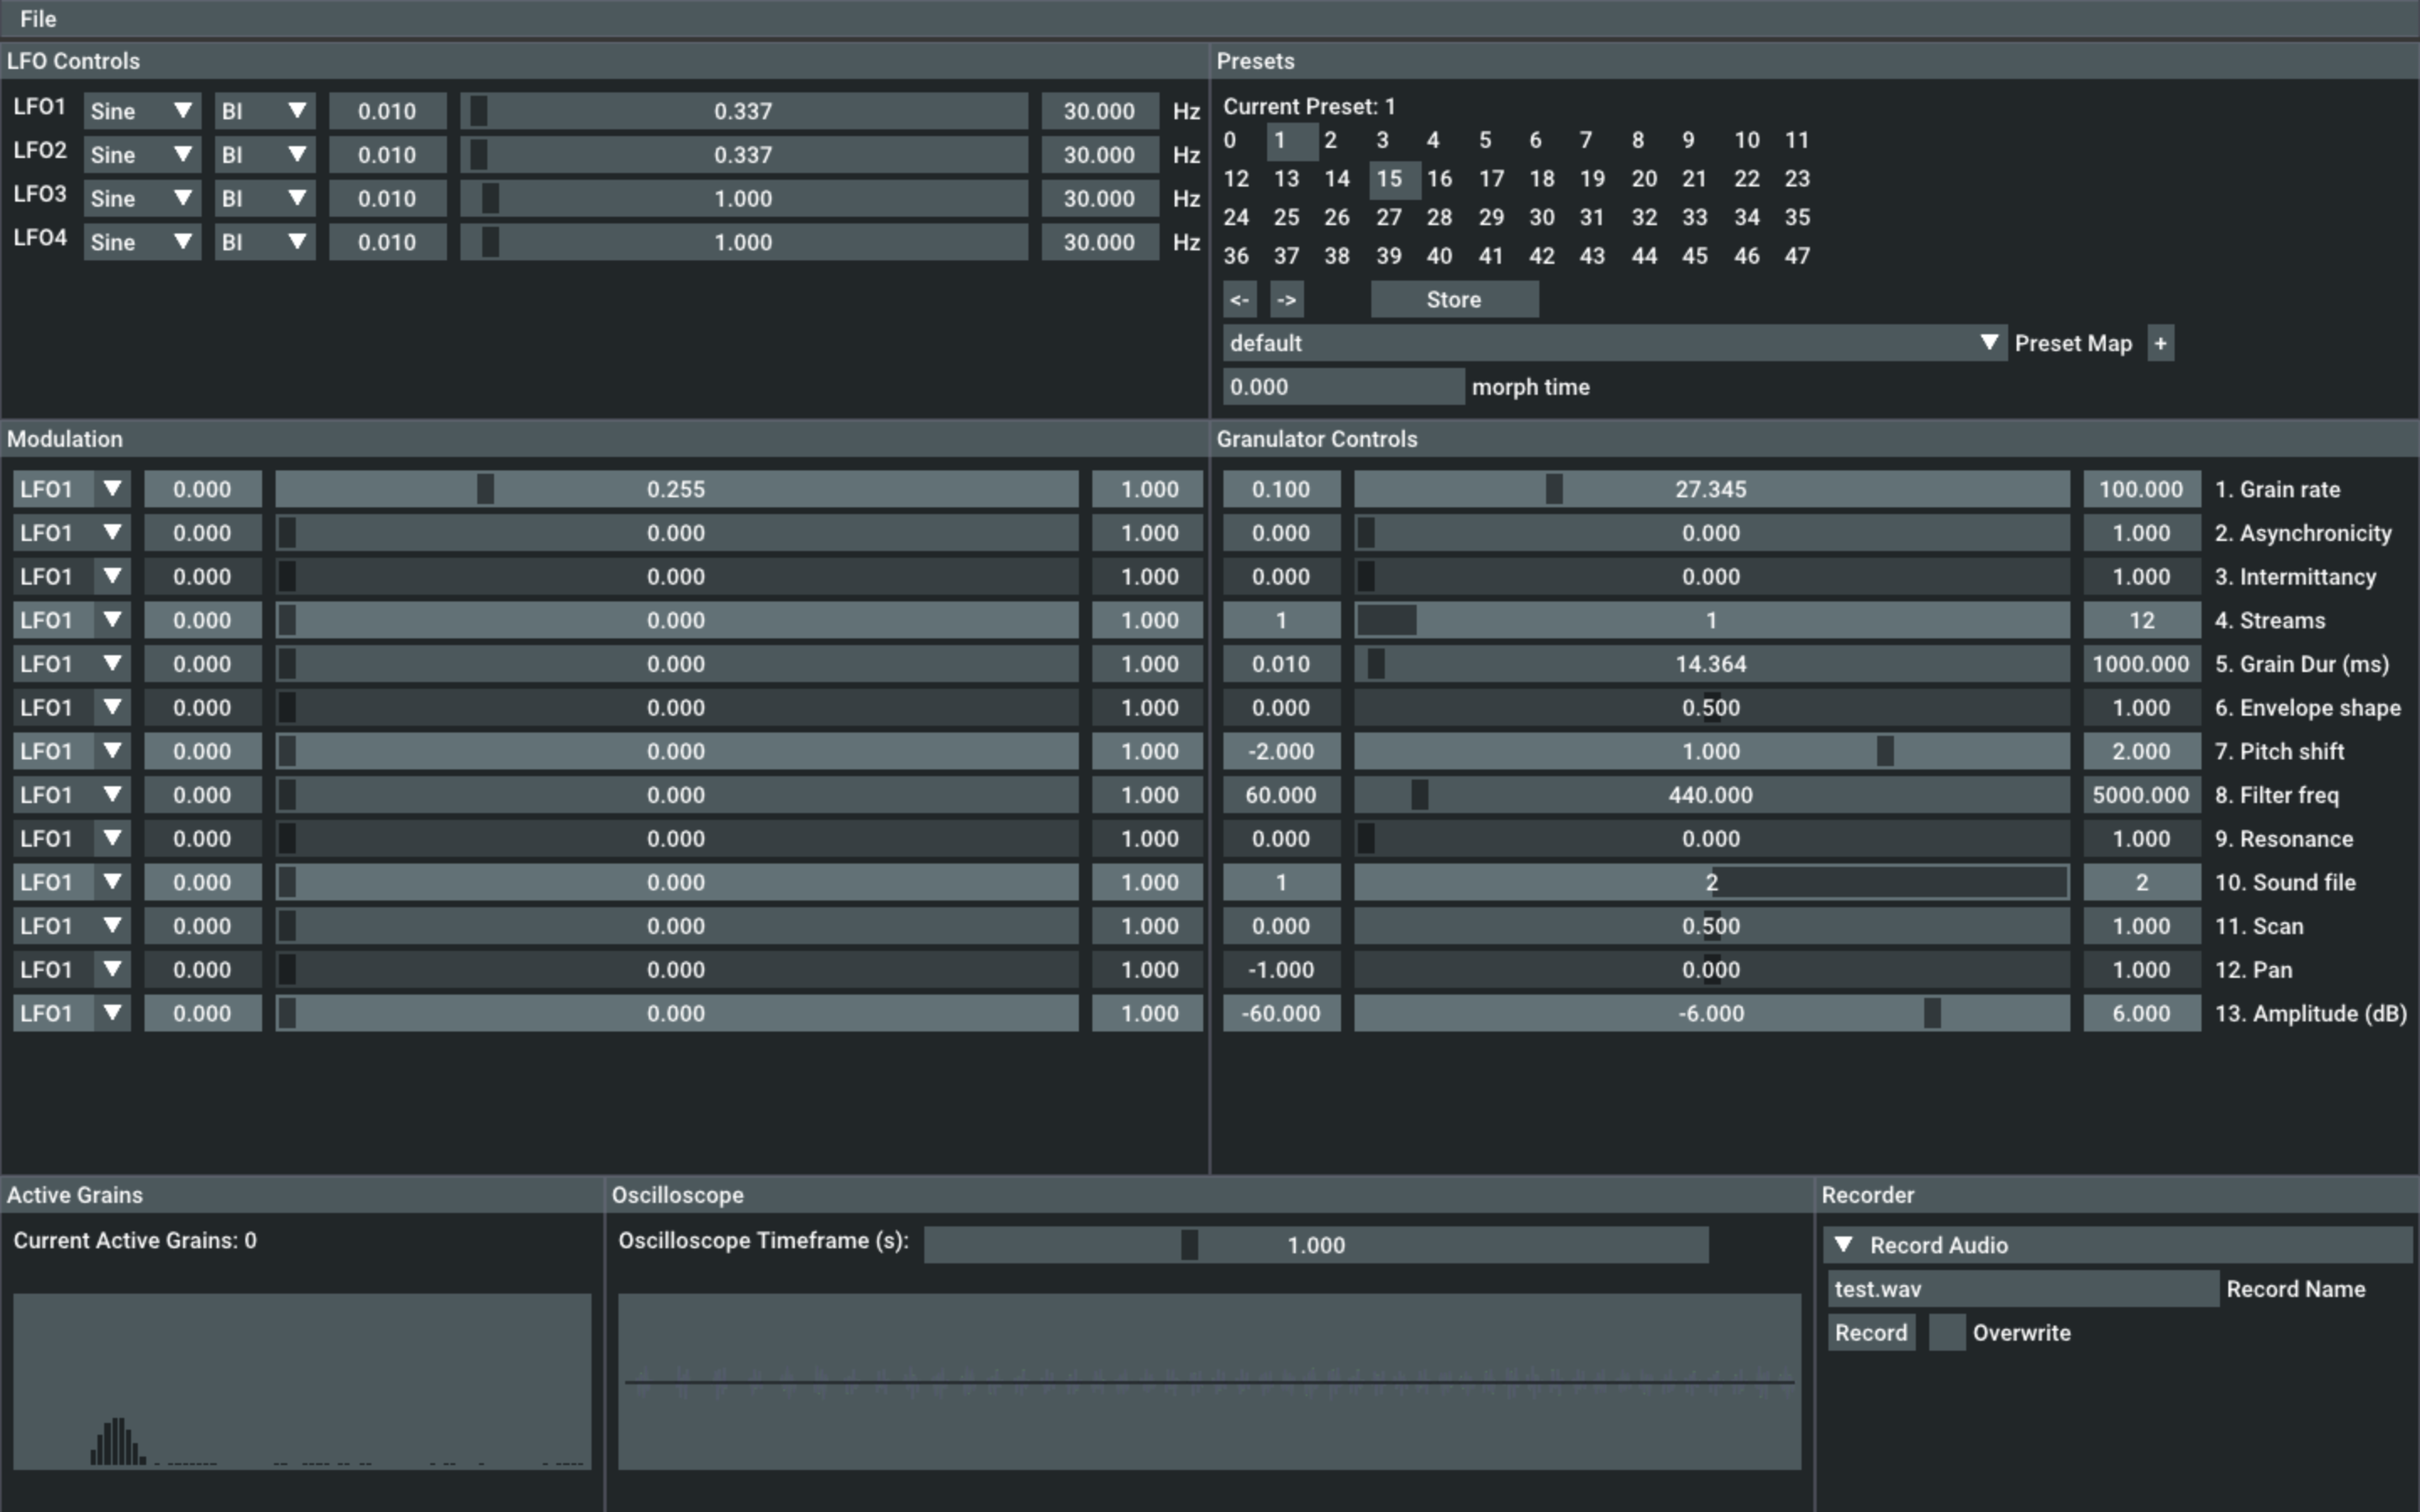 File
LFO Controls
LFO1 Sine BI 0.010 0.337 30.000 Hz
LFO2 Sine BI 0.010 0.337 30.000 Hz
LFO3 Sine BI 0.010 1.000 30.000 Hz
LFO4 Sine BI 0.010 1.000 30.000 Hz
Presets
Current Preset: 1
0 1 2 3 4 5 6 7 8 9 10 11
12 13 14 15 16 17 18 19 20 21 22 23
24 25 26 27 28 29 30 31 32 33 34 35
36 37 38 39 40 41 42 43 44 45 46 47
<- -> Store
default Preset Map +
0.000 morph time
Modulation
LFO1 0.000 0.255 1.000
LFO1 0.000 0.000 1.000
LFO1 0.000 0.000 1.000
LFO1 0.000 0.000 1.000
LFO1 0.000 0.000 1.000
LFO1 0.000 0.000 1.000
LFO1 0.000 0.000 1.000
LFO1 0.000 0.000 1.000
LFO1 0.000 0.000 1.000
LFO1 0.000 0.000 1.000
LFO1 0.000 0.000 1.000
LFO1 0.000 0.000 1.000
LFO1 0.000 0.000 1.000
Granulator Controls
0.100 27.345 100.000 1. Grain rate
0.000 0.000 1.000 2. Asynchronicity
0.000 0.000 1.000 3. Intermittancy
1 1 12 4. Streams
0.010 14.364 1000.000 5. Grain Dur (ms)
0.000 0.500 1.000 6. Envelope shape
-2.000 1.000 2.000 7. Pitch shift
60.000 440.000 5000.000 8. Filter freq
0.000 0.000 1.000 9. Resonance
1 2 2 10. Sound file
0.000 0.500 1.000 11. Scan
-1.000 0.000 1.000 12. Pan
-60.000 -6.000 6.000 13. Amplitude (dB)
Active Grains
Current Active Grains: 0
Oscilloscope
Oscilloscope Timeframe (s): 1.000
Recorder
Record Audio
test.wav Record Name
Record Overwrite